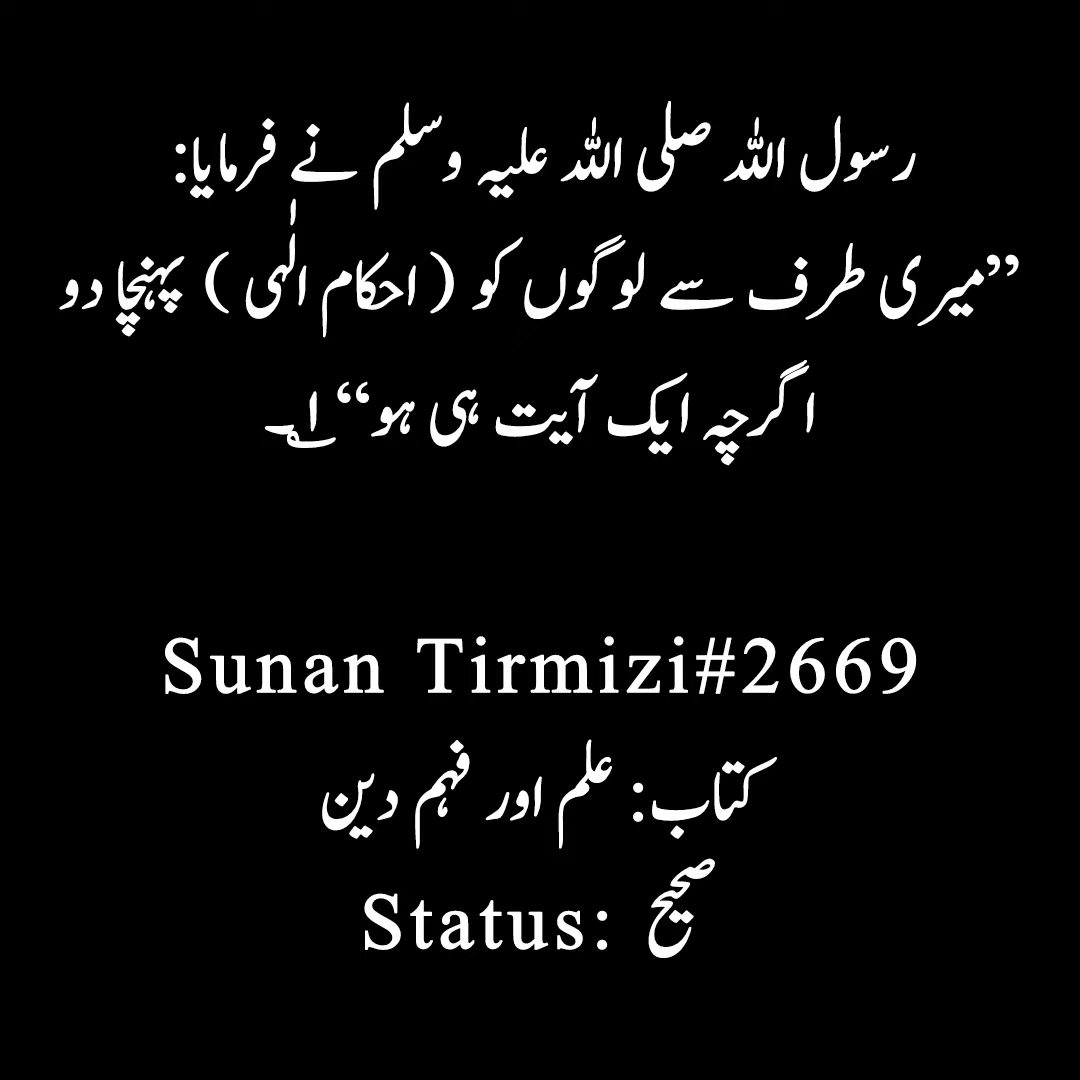 رسول اللہ صلی اللہ علیہ وسلم نے فرمایا:
”میری طرف سے لوگوں کو ( احکام الٰہی ) پہنچا دو
اگرچہ ایک آیت ہی ہو“ ۱؎۔
Sunan Tirmizi#2669
کتاب: علم اور فہم دین
Status: صحیح